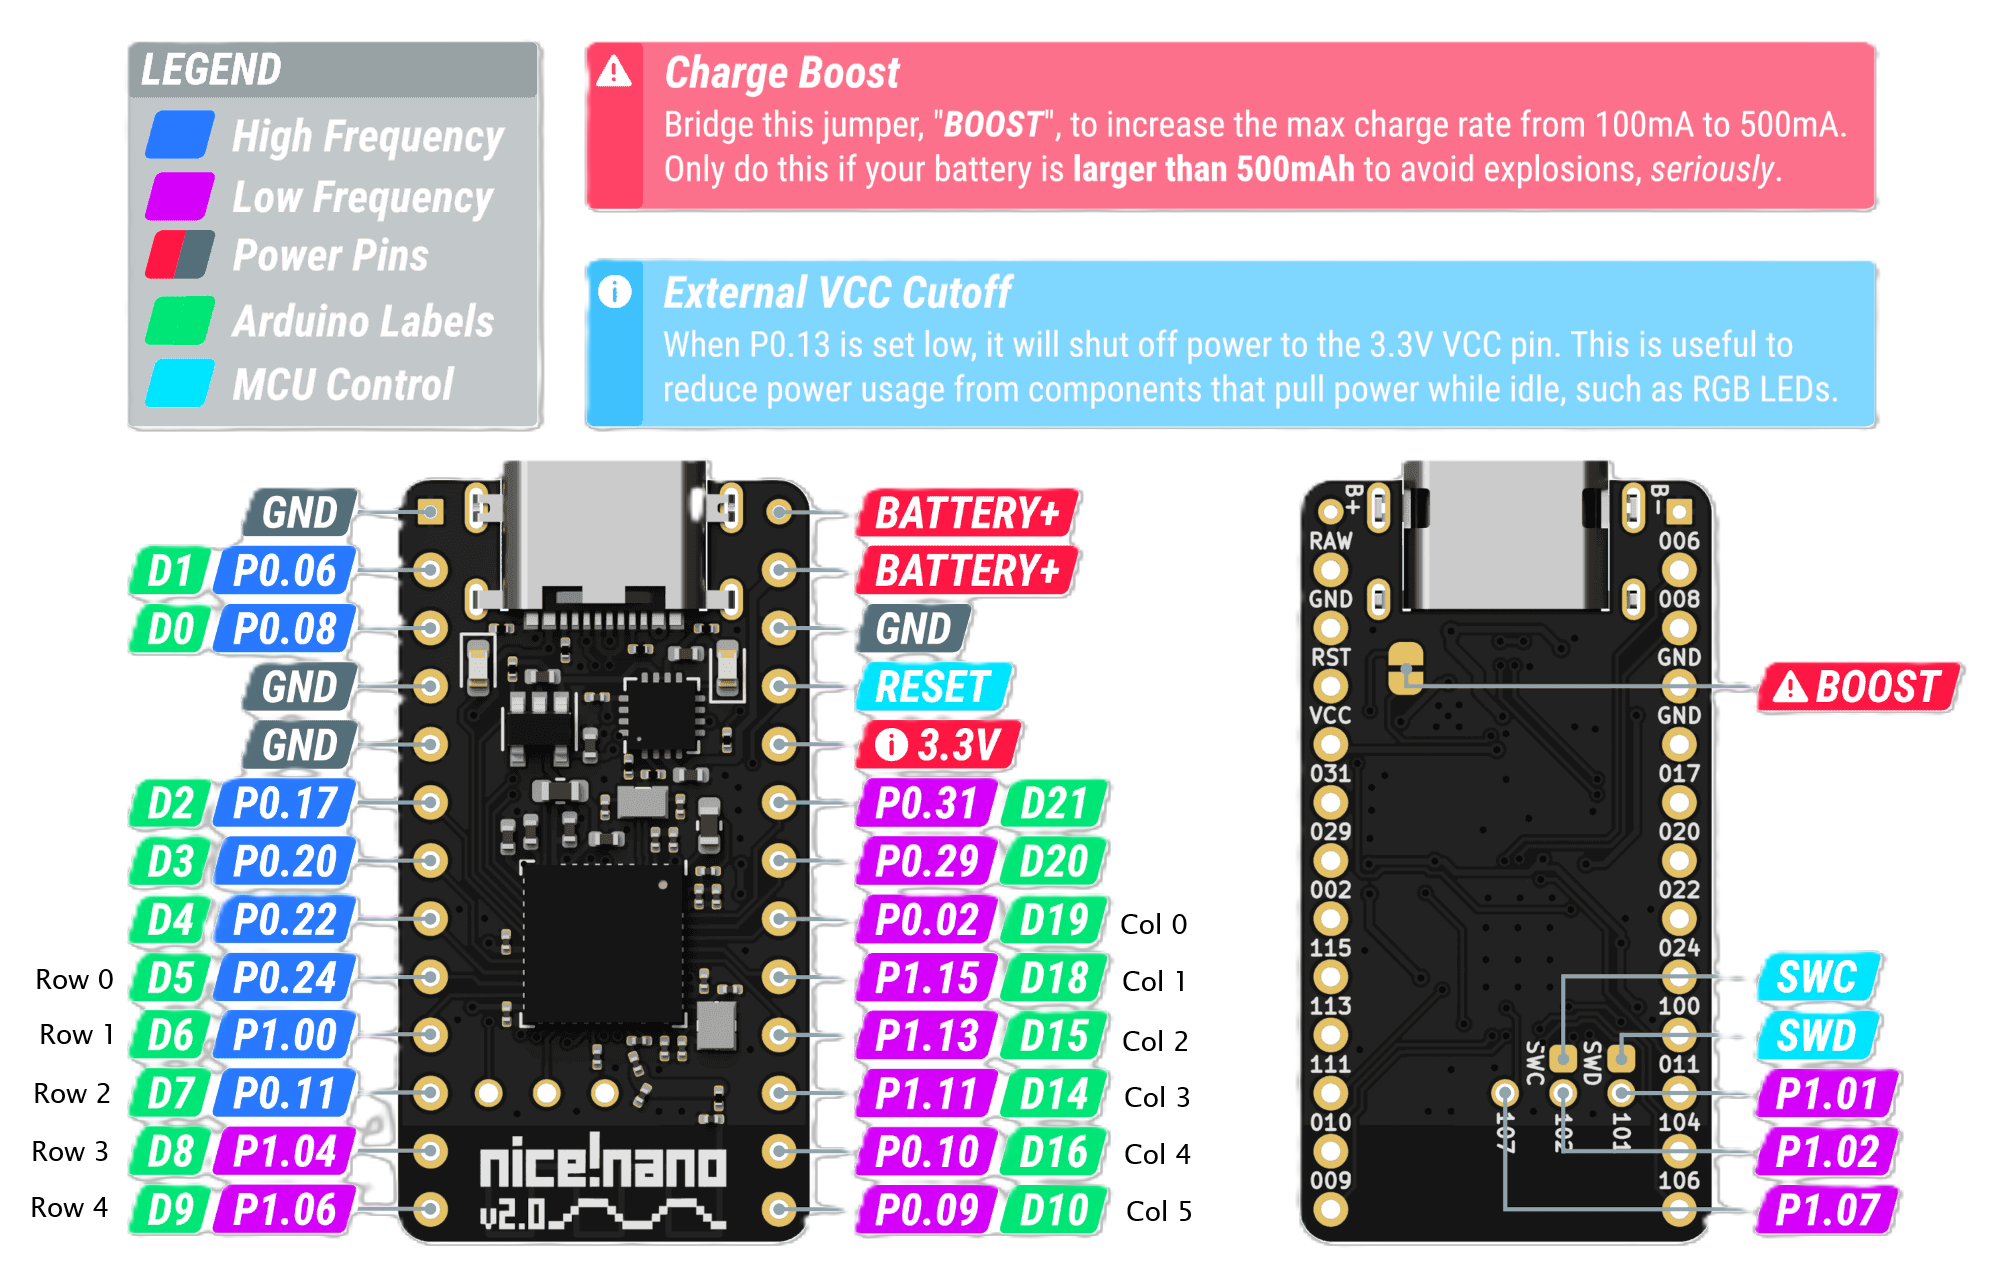 LEGEND
High Frequency
Low Frequency
Power Pins
Arduino Labels
MCU Control
Charge Boost
Bridge this jumper, "BOOST", to increase the max charge rate from 100mA to 500mA.
Only do this if your battery is larger than 500mAh to avoid explosions, seriously.
External VCC Cutoff
When P0.13 is set low, it will shut off power to the 3.3V VCC pin. This is useful to
reduce power usage from components that pull power while idle, such as RGB LEDs.
GND
D1 P0.06
D0 P0.08
GND
GND
D2 P0.17
D3 P0.20
D4 P0.22
Row 0 D5 P0.24
Row 1 D6 P1.00
Row 2 D7 P0.11
Row 3 D8 P1.04
Row 4 D9 P1.06
nice!nano
v2.0
BATTERY+
BATTERY+
GND
RESET
3.3V
P0.31 D21
P0.29 D20
P0.02 D19 Col 0
P1.15 D18 Col 1
P1.13 D15 Col 2
P1.11 D14 Col 3
P0.10 D16 Col 4
P0.09 D10 Col 5
B+
RAW
GND
RST
VCC
031
029
002
115
113
111
010
009
B-
006
008
GND
GND
017
020
022
024
100
011
104
106
SWC
SWD
107
102
101
BOOST
SWC
SWD
P1.01
P1.02
P1.07